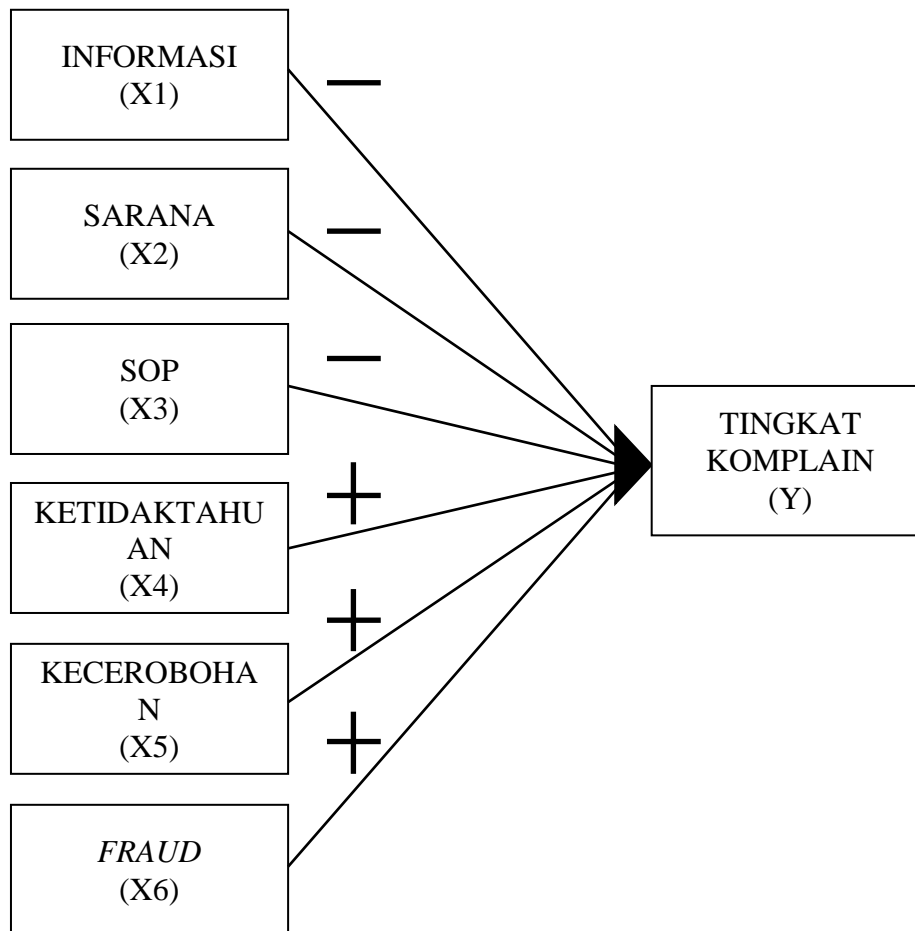 INFORMASI
(X1)
SARANA
(X2)
SOP
(X3)
KETIDAKTAHU
AN
(X4)
KECEROBOHA
N
(X5)
FRAUD
(X6)
TINGKAT
KOMPLAIN
(Y)
—
—
—
+
+
+